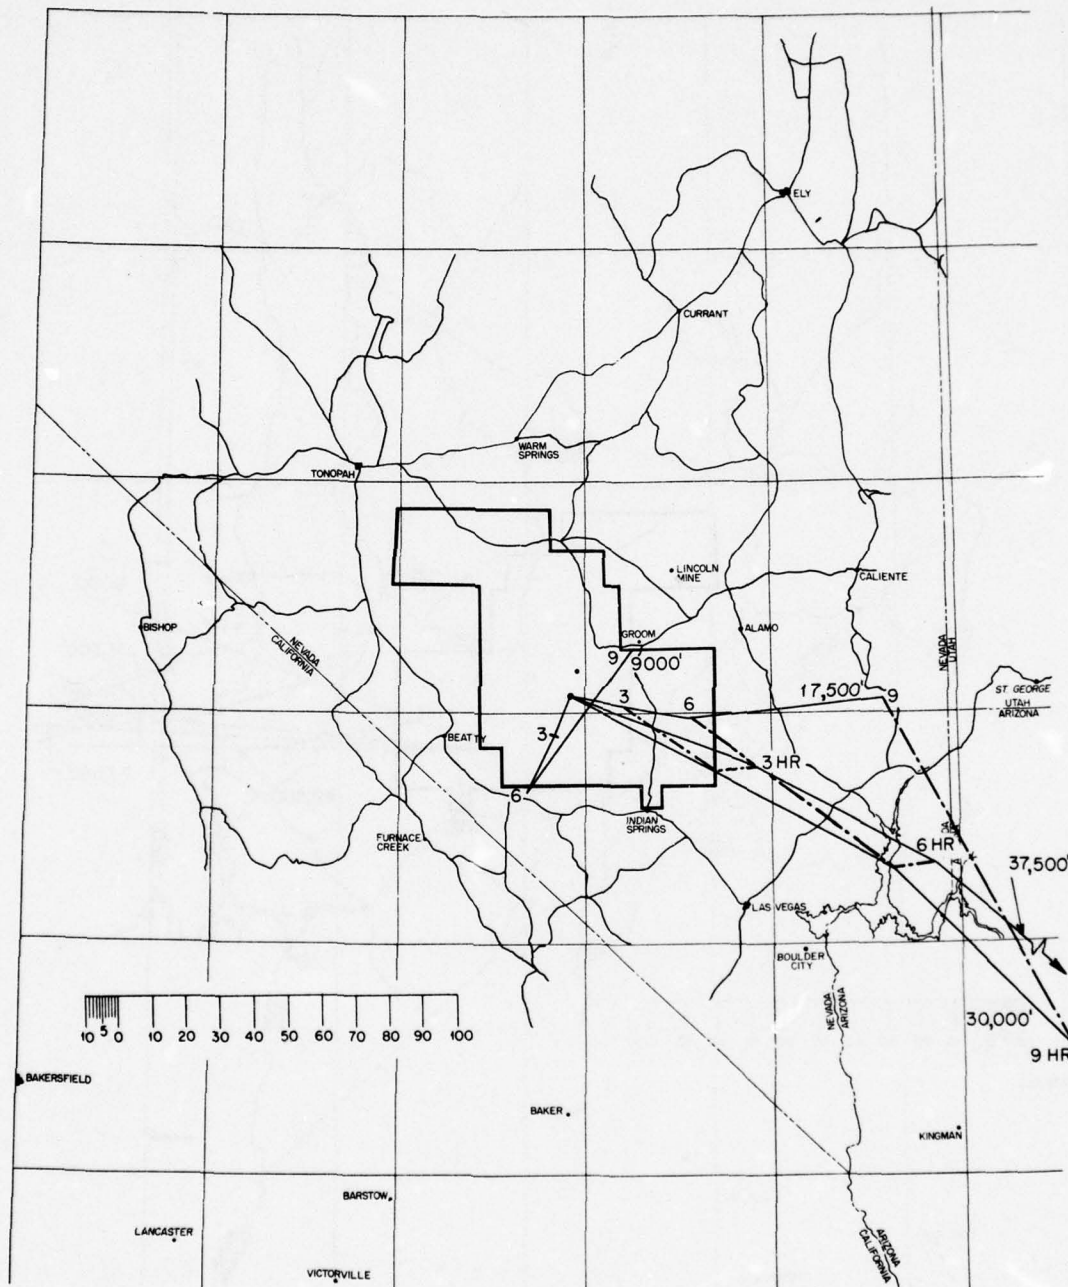 ELY
CURRANT
WARM
SPRINGS
TONOPAH
LINCOLN
MINE
CALIENTE
BISHOP
NEVADA
CALIFORNIA
GROOM
ALAMO
NEVADA
UTAH
9
9000'
ST GEORGE
UTAH
ARIZONA
17,500'
9
3
6
BEATTY
3
3 HR
6
INDIAN
SPRINGS
FURNACE
CREEK
6 HR
37,500'
LAS VEGAS
BOULDER
CITY
NEVADA
ARIZONA
30,000'
10 5 0 10 20 30 40 50 60 70 80 90 100
9 HR
BAKERSFIELD
BAKER
KINGMAN
BARSTOW
LANCASTER
ARIZONA
CALIFORNIA
VICTORVILLE